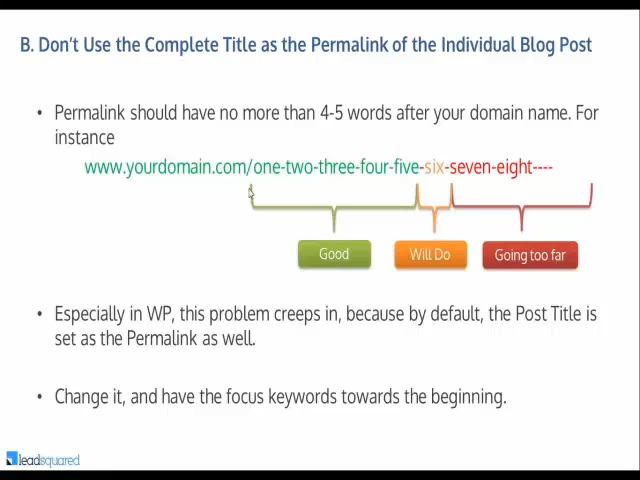 B. Don't Use the Complete Title as the Permalink of the Individual Blog Post
• Permalink should have no more than 4-5 words after your domain name. For
instance
www.yourdomain.com/one-two-three-four-five-six-seven-eight----
Good Will Do Going too far
• Especially in WP, this problem creeps in, because by default, the Post Title is
set as the Permalink as well.
• Change it, and have the focus keywords towards the beginning.
leadsquared